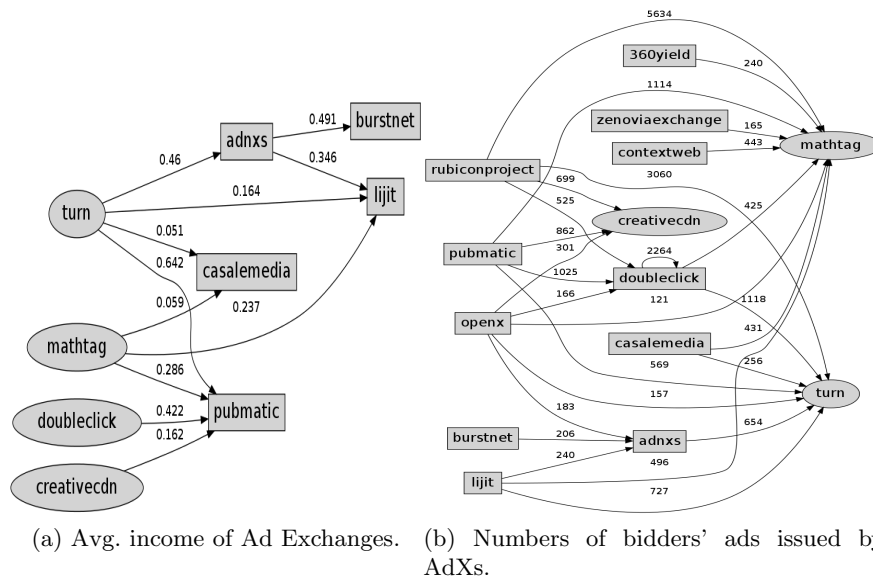 5634
360yield
240
1114
zenoviaexchange
165
mathtag
contextweb
443
rubiconproject
3060
699
525
425
creativecdn
862
301
pubmatic
2264
1025
doubleclick
166
121
1118
openx
431
casalemedia
256
569
turn
157
183
654
burstnet
206
adnxs
240
496
lijit
727
0.491
burstnet
adnxs
0.46
0.346
0.164
lijit
turn
0.051
0.642
casalemedia
0.059
0.237
mathtag
0.286
pubmatic
0.422
doubleclick
0.162
creativecdn
(a) Avg. income of Ad Exchanges.
(b) Numbers of bidders' ads issued by
AdXs.